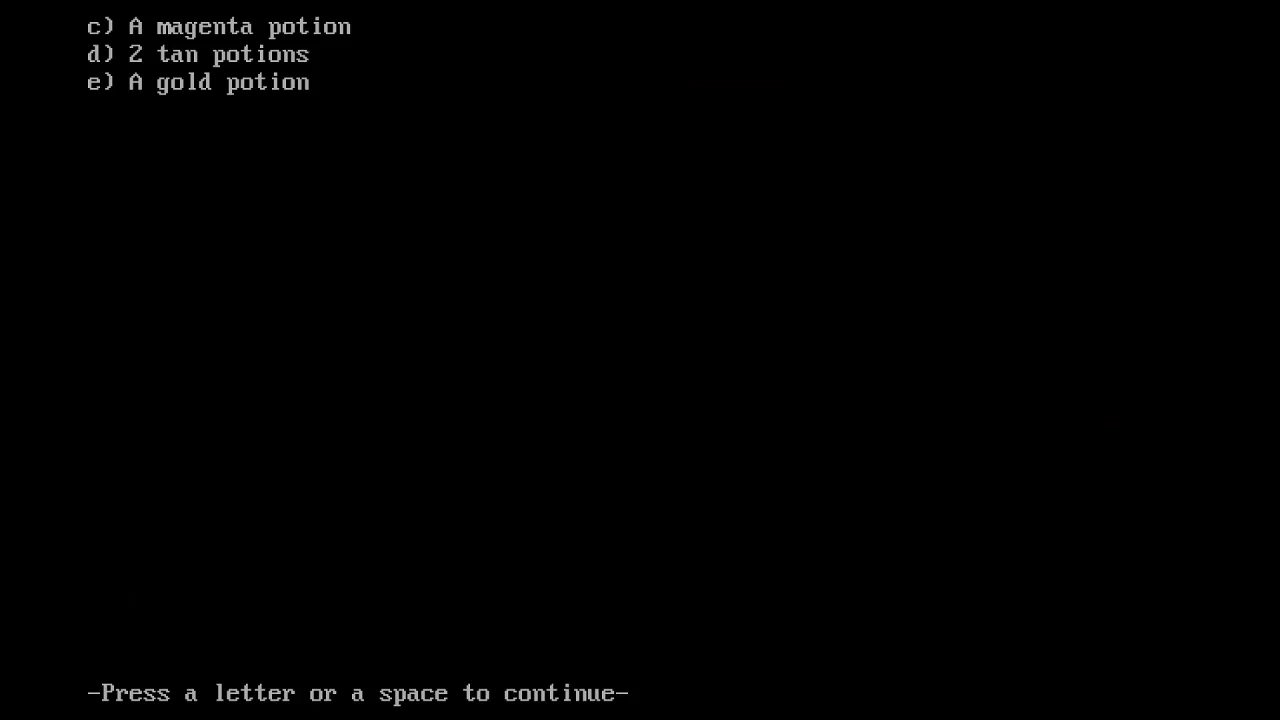 c) A magenta potion
d) 2 tan potions
e) A gold potion
-Press a letter or a space to continue-